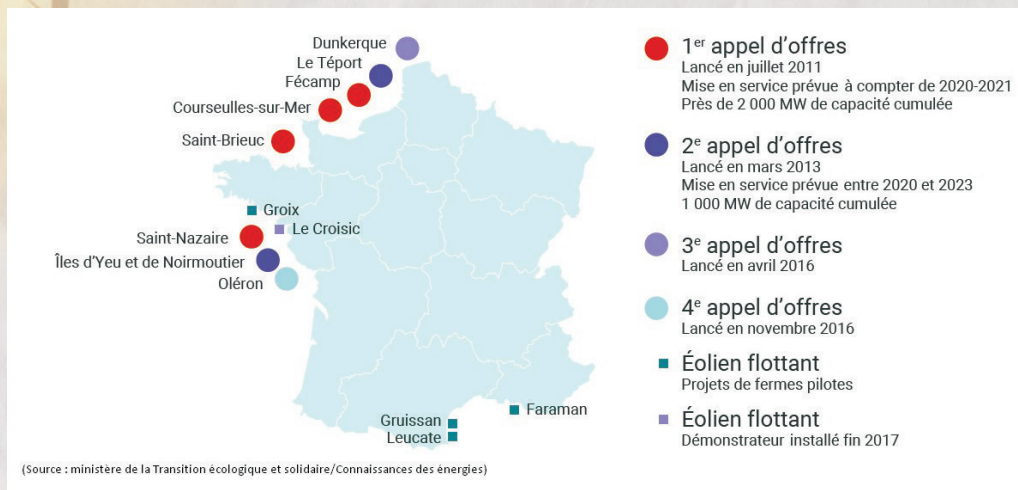 Dunkerque
Le Téport
Fécamp
Courseulles-sur-Mer
Saint-Brieuc
Groix
Le Croisic
Saint-Nazaire
Îles d'Yeu et de Noirmoutier
Oléron
Faraman
Gruissan
Leucate
1er appel d'offres
Lancé en juillet 2011
Mise en service prévue à compter de 2020-2021
Près de 2 000 MW de capacité cumulée
2e appel d'offres
Lancé en mars 2013
Mise en service prévue entre 2020 et 2023
1 000 MW de capacité cumulée
3e appel d'offres
Lancé en avril 2016
4e appel d'offres
Lancé en novembre 2016
Éolien flottant
Projets de fermes pilotes
Éolien flottant
Démonstrateur installé fin 2017
(Source : ministère de la Transition écologique et solidaire/Connaissances des énergies)